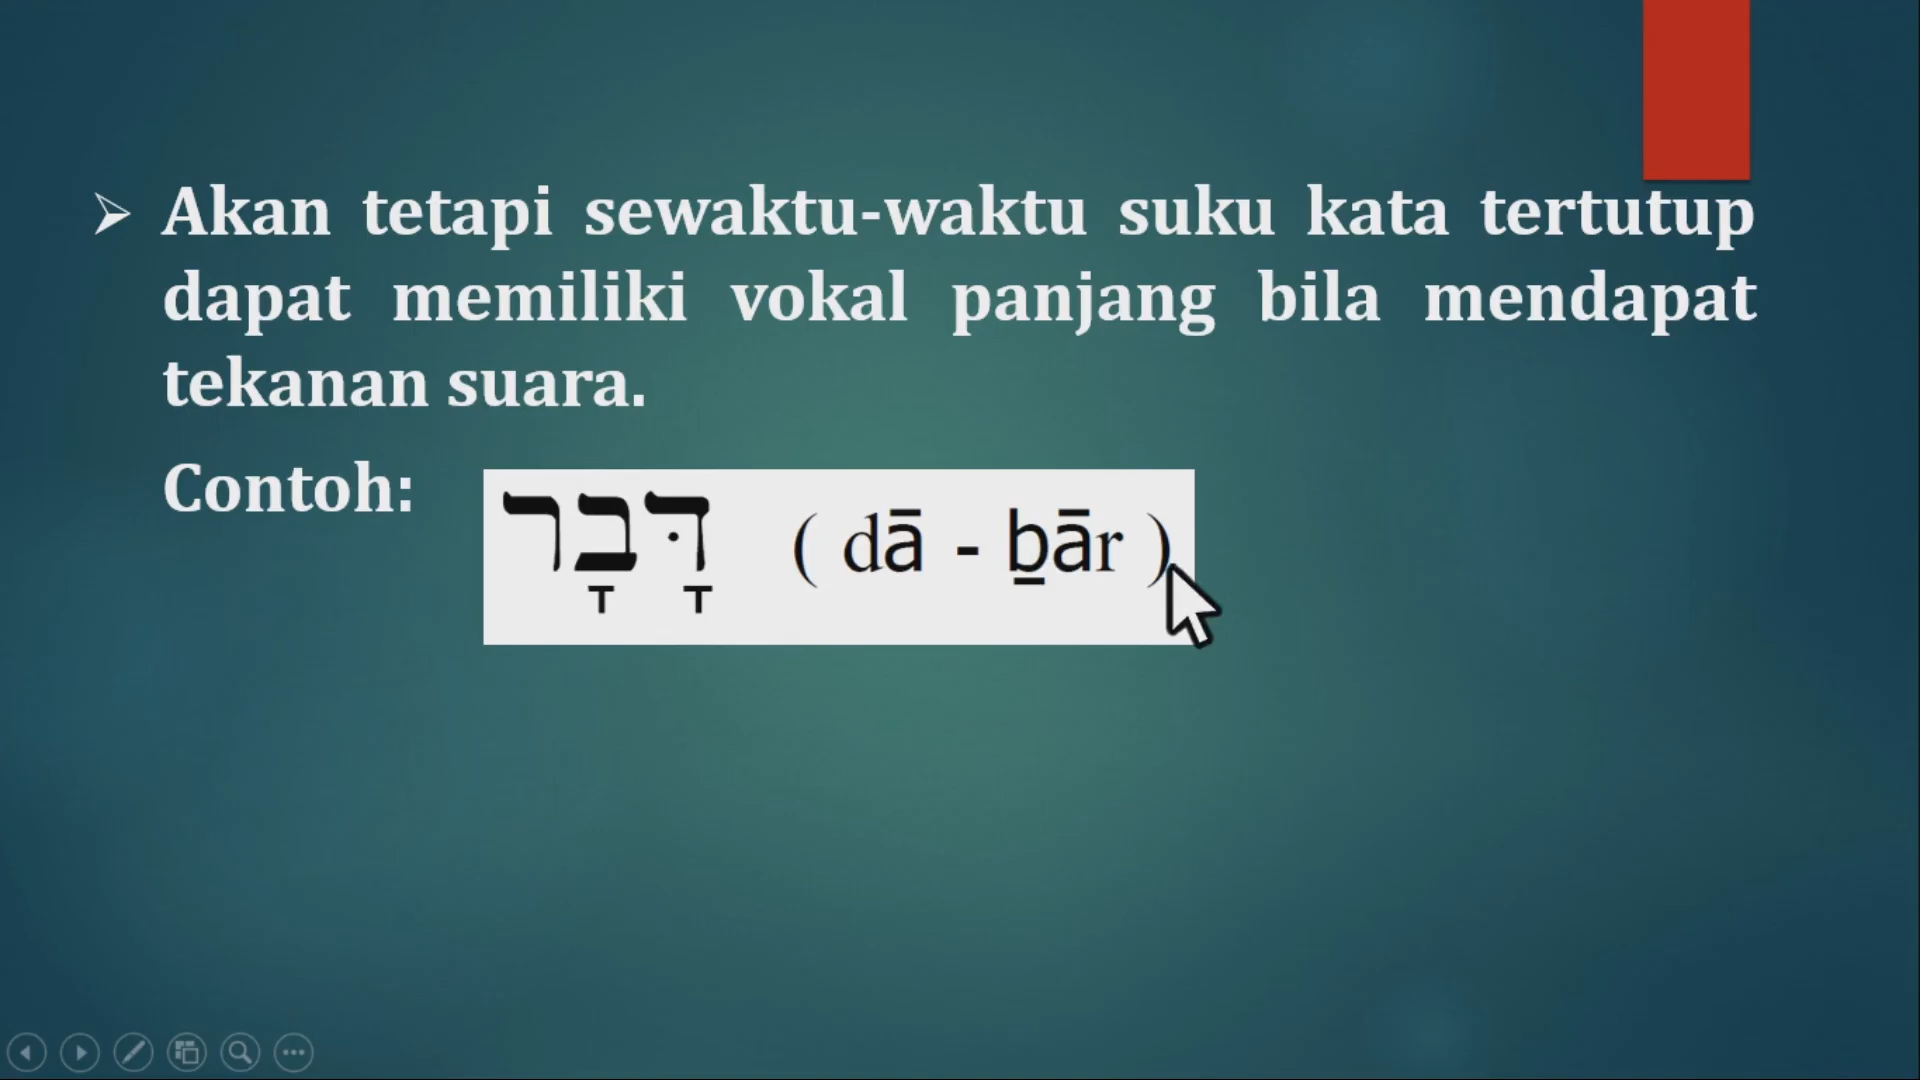 ➢ Akan tetapi sewaktu-waktu suku kata tertutup
dapat memiliki vokal panjang bila mendapat
tekanan suara.
Contoh:
דָּבָר ( dā - ḇār )